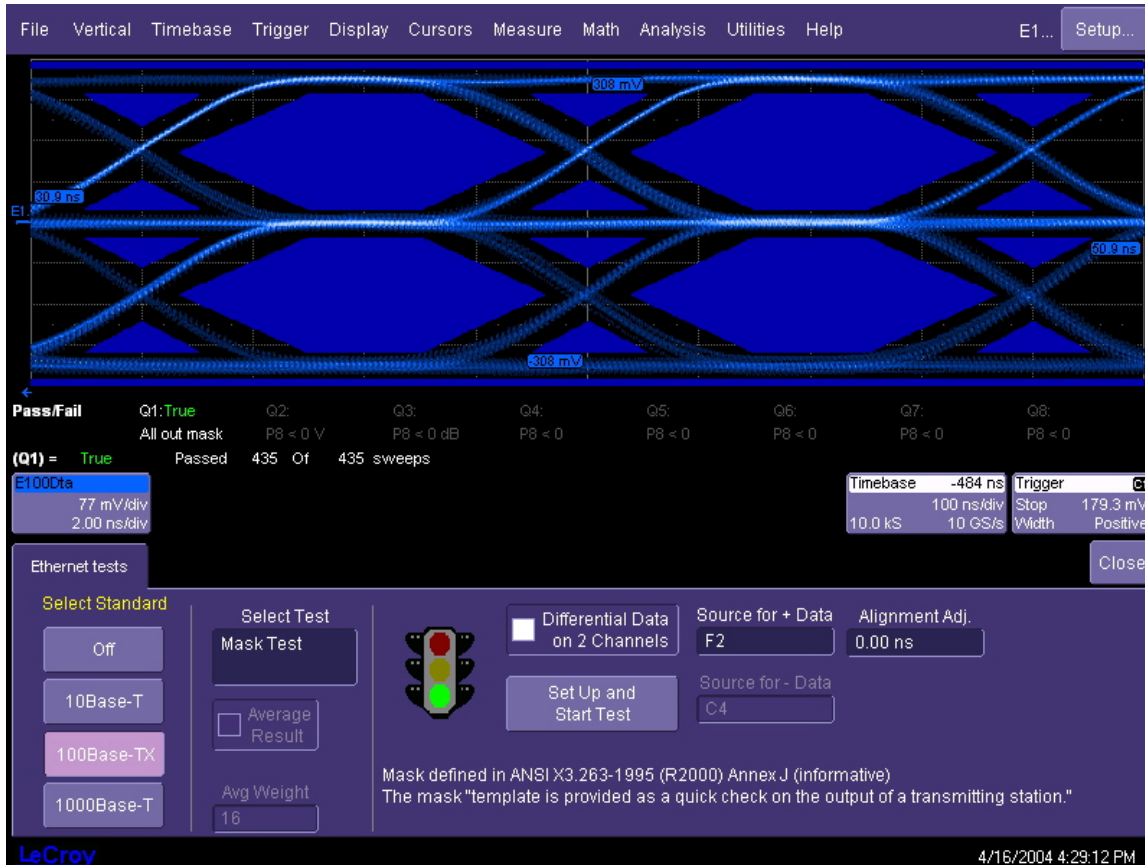 File Vertical Timebase Trigger Display Cursors Measure Math Analysis Utilities Help E1... Setup...
308 mV
30.9 ns
E1.
50.9 ns
-308 mV
Pass/Fail Q1:True Q2: Q3: Q4: Q5: Q6: Q7: Q8:
All out mask P8 < 0 V P8 < 0 dB P8 < 0 P8 < 0 P8 < 0 P8 < 0 P8 < 0
(Q1) = True Passed 435 Of 435 sweeps
E100Dta
77 mV/div
2.00 ns/div
Timebase -484 ns
100 ns/div
10.0 kS 10 GS/s
Trigger C1
Stop 179.3 mV
Width Positive
Ethernet tests
Close
Select Standard
Off
10Base-T
100Base-TX
1000Base-T
Select Test
Mask Test
Average
Result
Avg Weight
16
Differential Data
on 2 Channels
Set Up and
Start Test
Source for + Data
F2
Source for - Data
C4
Alignment Adj.
0.00 ns
Mask defined in ANSI X3.263-1995 (R2000) Annex J (informative)
The mask "template is provided as a quick check on the output of a transmitting station."
LeCroy
4/16/2004 4:29:12 PM